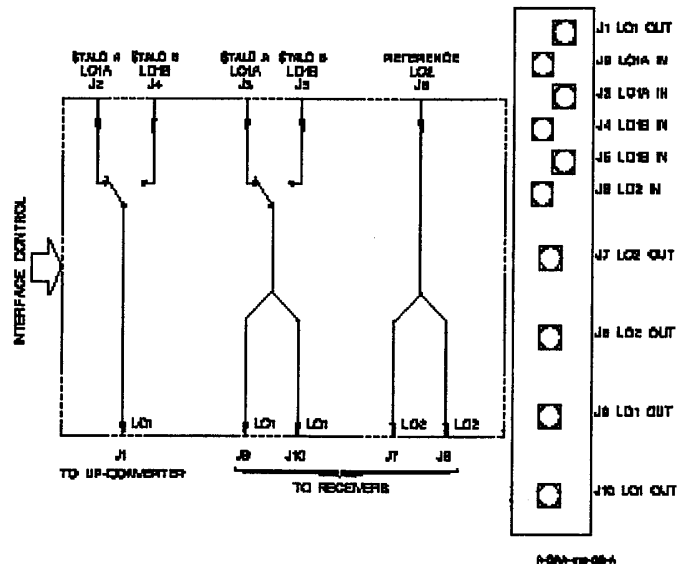 STALO A
LO1A
J2
STALO B
LO1B
J4
STALO A
LO1A
J3
STALO B
LO1B
J5
REFERENCE
LO2
J6
INTERFACE CONTROL
LO1
LO1
LO1
LO2
LO2
J1
J9
J10
J7
J8
TO UP-CONVERTER
TO RECEIVERS
J1 LO1 OUT
LO1A IN
J3 LO1A IN
J4 LO1B IN
J5 LO1B IN
J6 LO2 IN
J7 LO2 OUT
J8 LO2 OUT
J9 LO1 OUT
J10 LO1 OUT